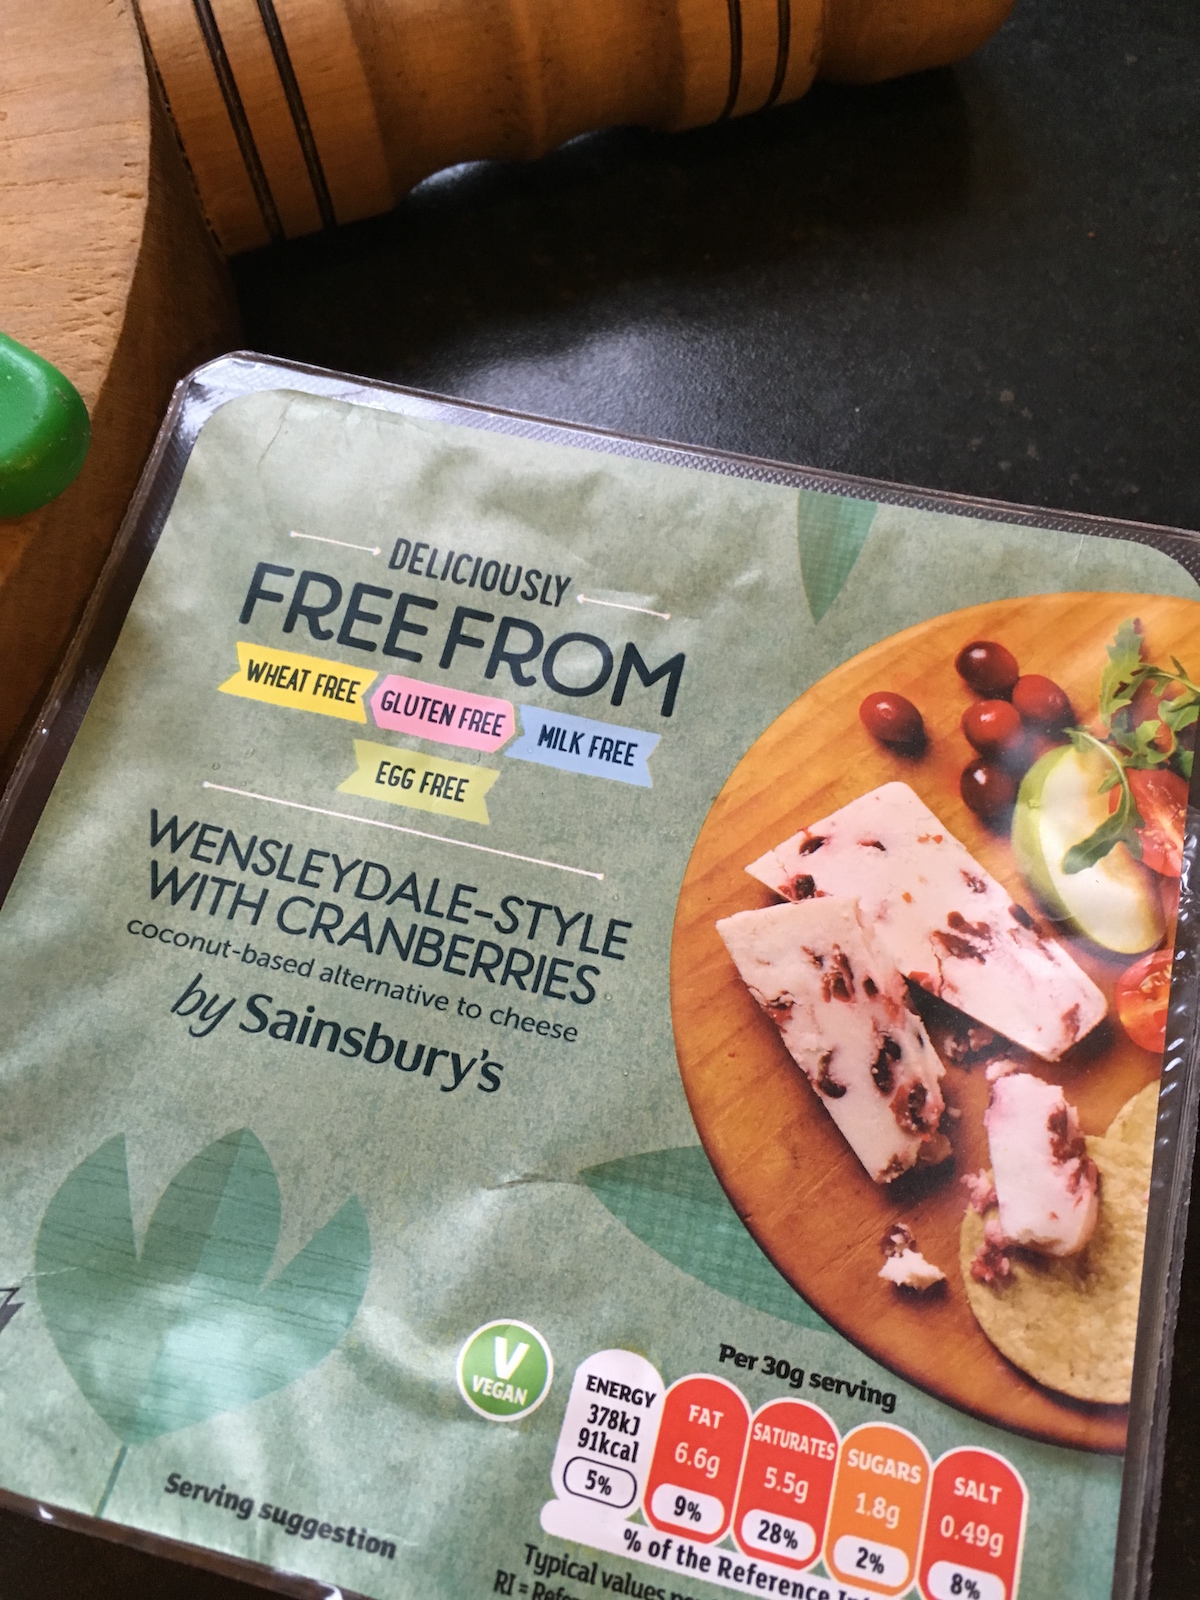 DELICIOUSLY
FREE FROM
WHEAT FREE
GLUTEN FREE
MILK FREE
EGG FREE
WENSLEYDALE-STYLE
WITH CRANBERRIES
coconut-based alternative to cheese
by Sainsbury's
V
VEGAN
Per 30g serving
ENERGY
378kJ
91kcal
5%
FAT
6.6g
9%
SATURATES
5.5g
28%
SUGARS
1.8g
2%
SALT
0.49g
8%
% of the Reference
Typical values
RI =
Serving suggestion